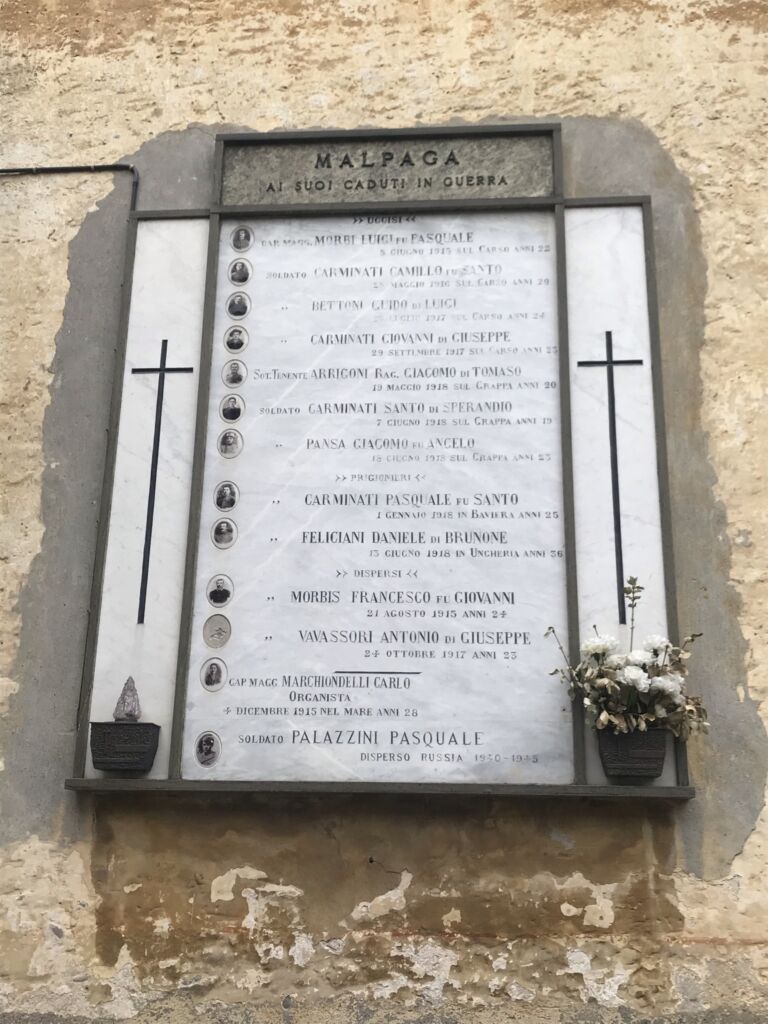 MALPAGA
AI SUOI CADUTI IN GUERRA
>> UCCISI <<
CAP. MAGG. MORBI LUIGI FU PASQUALE
8 GIUGNO 1915 SUL CARSO ANNI 22
SOLDATO CARMINATI CAMILLO FU SANTO
MAGGIO 1916 SUL CARSO ANNI 29
,, BETTONI GUIDO DI LUIGI
LUGLIO 1917 SUL CARSO ANNI 24
,, CARMINATI GIOVANNI DI GIUSEPPE
29 SETTEMBRE 1917 SUL CARSO ANNI 23
SOT. TENENTE ARRIGONI RAG. GIACOMO DI TOMASO
19 MAGGIO 1918 SUL GRAPPA ANNI 20
SOLDATO CARMINATI SANTO DI SPERANDIO
7 GIUGNO 1918 SUL GRAPPA ANNI 19
,, PANSA GIACOMO FU ANGELO
18 GIUGNO 1918 SUL GRAPPA ANNI 23
>> PRIGIONIERI <<
,, CARMINATI PASQUALE FU SANTO
1 GENNAIO 1918 IN BAVIERA ANNI 25
,, FELICIANI DANIELE DI BRUNONE
13 GIUGNO 1918 IN UNGHERIA ANNI 36
>> DISPERSI <<
,, MORBIS FRANCESCO FU GIOVANNI
21 AGOSTO 1915 ANNI 24
,, VAVASSORI ANTONIO DI GIUSEPPE
24 OTTOBRE 1917 ANNI 23
CAP MAGG MARCHIONDELLI CARLO
ORGANISTA
4 DICEMBRE 1915 NEL MARE ANNI 28
SOLDATO PALAZZINI PASQUALE
DISPERSO RUSSIA 1940-1945